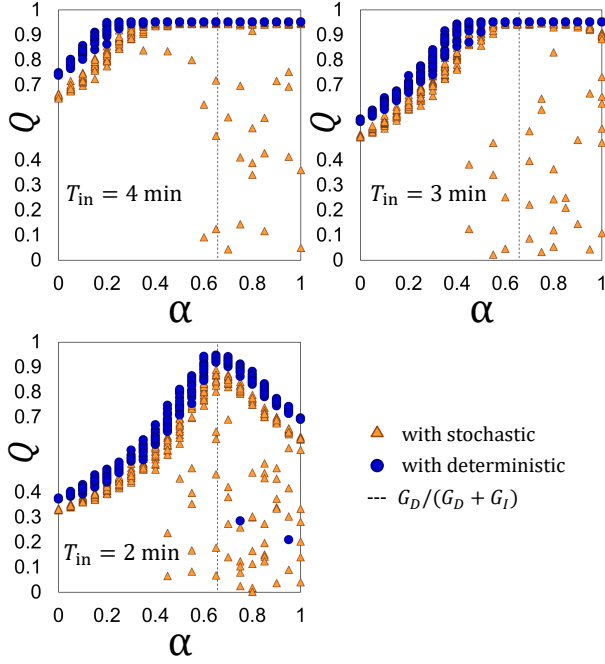 1
0.9
0.8
0.7
Q
0.4
0.3
0.2
0.1
0
T_in = 4 min
0 0.2 0.4 0.6 0.8 1
α
1
0.9
0.8
0.7
Q
0.4
0.3
0.2
0.1
0
T_in = 3 min
0 0.2 0.4 0.6 0.8 1
α
1
0.9
0.8
0.7
Q
0.4
0.3
0.2
0.1
0
T_in = 2 min
0 0.2 0.4 0.6 0.8 1
α
with stochastic
with deterministic
G_D/(G_D + G_I)